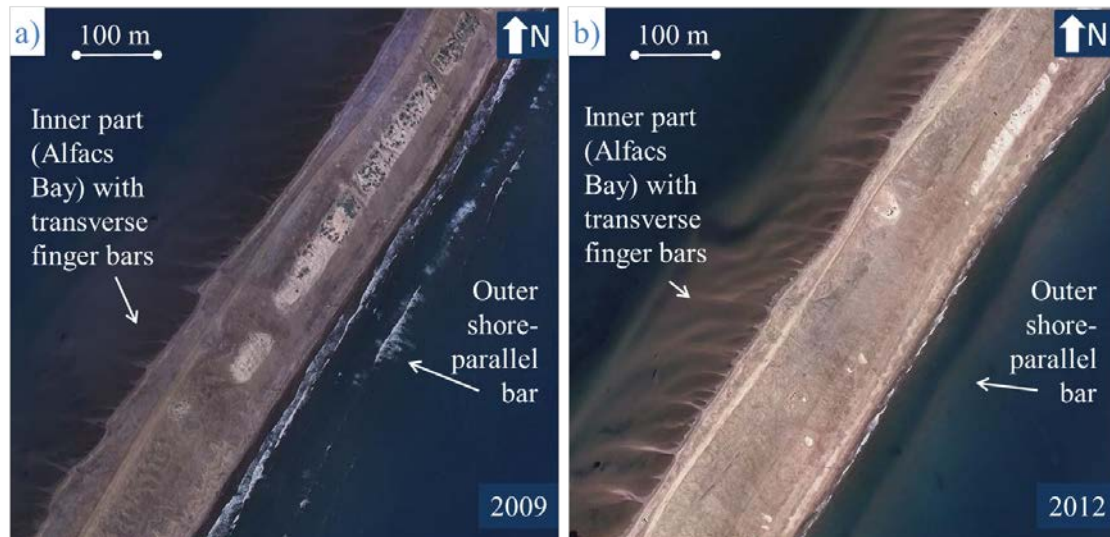 a)
100 m
N
Inner part
(Alfacs
Bay) with
transverse
finger bars
Outer
shore-
parallel
bar
2009
b)
100 m
N
Inner part
(Alfacs
Bay) with
transverse
finger bars
Outer
shore-
parallel
bar
2012